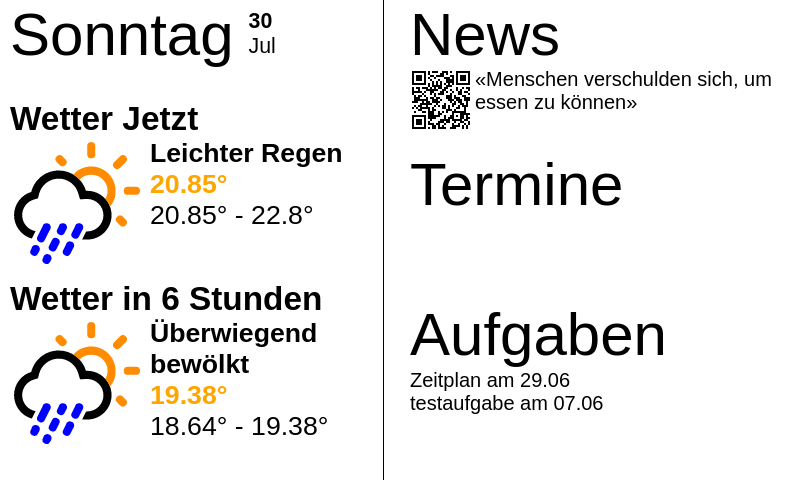 Sonntag
30
Jul
Wetter Jetzt
Leichter Regen
20.85°
20.85° - 22.8°
Wetter in 6 Stunden
Überwiegend
bewölkt
19.38°
18.64° - 19.38°
News
«Menschen verschulden sich, um
essen zu können»
Termine
Aufgaben
Zeitplan am 29.06
testaufgabe am 07.06